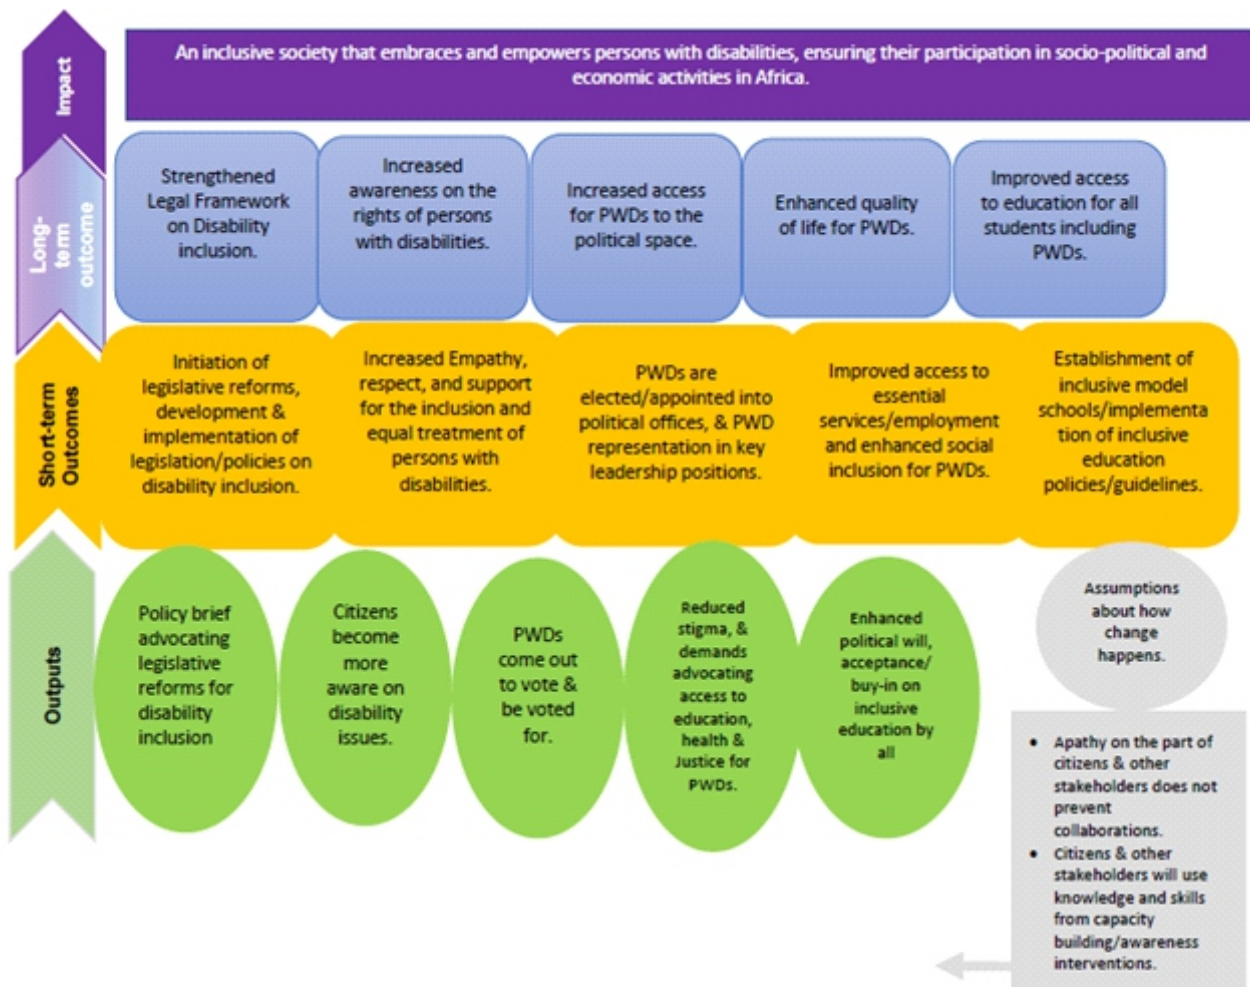 Impact
An inclusive society that embraces and empowers persons with disabilities, ensuring their participation in socio-political and
economic activities in Africa.
Long-
term
outcome
Strengthened
Legal Framework
on Disability
inclusion.
Increased
awareness on the
rights of persons
with disabilities.
Increased access
for PWDs to the
political space.
Enhanced quality
of life for PWDs.
Improved access
to education for all
students including
PWDs.
Short-term
Outcomes
Initiation of
legislative reforms,
development &
implementation of
legislation/policies on
disability inclusion.
Increased Empathy,
respect, and support
for the inclusion and
equal treatment of
persons with
disabilities.
PWDs are
elected/appointed into
political offices, & PWD
representation in key
leadership positions.
Improved access to
essential
services/employment
and enhanced social
inclusion for PWDs.
Establishment of
inclusive model
schools/implementa
tion of inclusive
education
policies/guidelines.
Outputs
Policy brief
advocating
legislative
reforms for
disability
inclusion
Citizens
become
more
aware on
disability
issues.
PWDs
come out
to vote &
be voted
for.
Reduced
stigma, &
demands
advocating
access to
education,
health &
Justice for
PWDs.
Enhanced
political will,
acceptance/
buy-in on
inclusive
education by
all
Assumptions
about how
change
happens.
• Apathy on the part of
citizens & other
stakeholders does not
prevent
collaborations.
• Citizens & other
stakeholders will use
knowledge and skills
from capacity
building/awareness
interventions.